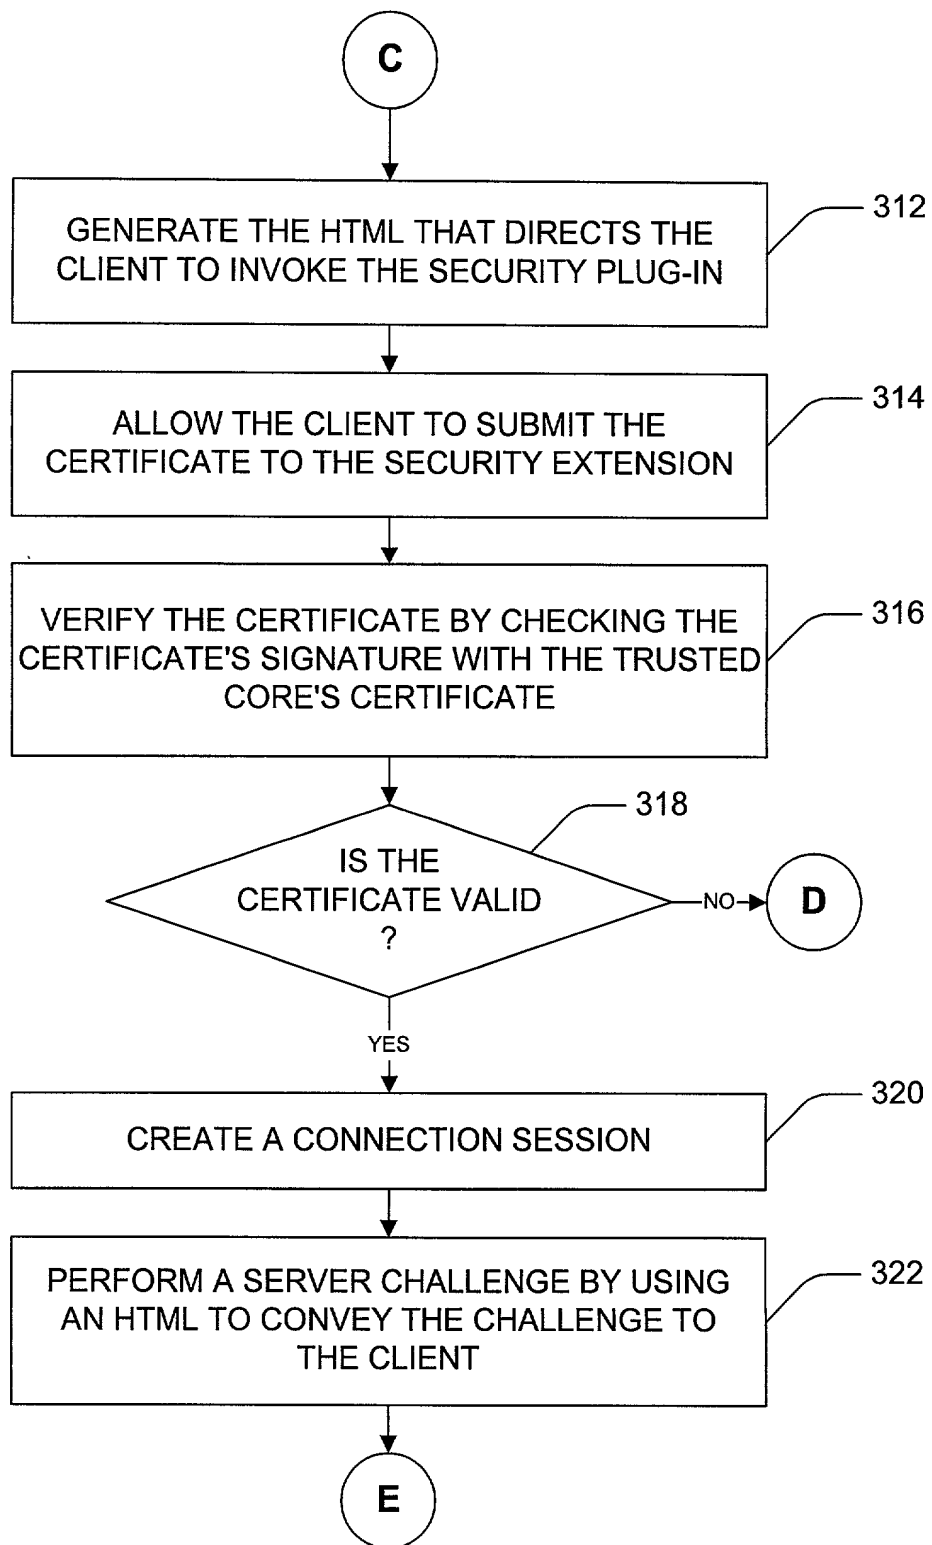 C
GENERATE THE HTML THAT DIRECTS THE
CLIENT TO INVOKE THE SECURITY PLUG-IN
312
ALLOW THE CLIENT TO SUBMIT THE
CERTIFICATE TO THE SECURITY EXTENSION
314
VERIFY THE CERTIFICATE BY CHECKING THE
CERTIFICATE'S SIGNATURE WITH THE TRUSTED
CORE'S CERTIFICATE
316
IS THE
CERTIFICATE VALID
?
318
NO
D
YES
CREATE A CONNECTION SESSION
320
PERFORM A SERVER CHALLENGE BY USING
AN HTML TO CONVEY THE CHALLENGE TO
THE CLIENT
322
E